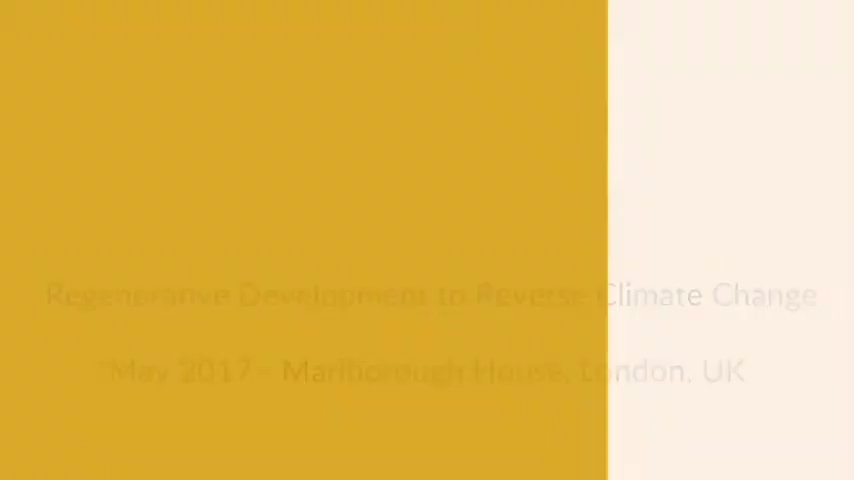 Regenerative Development to Reverse Climate Change
May 2017 - Marlborough House, London, UK